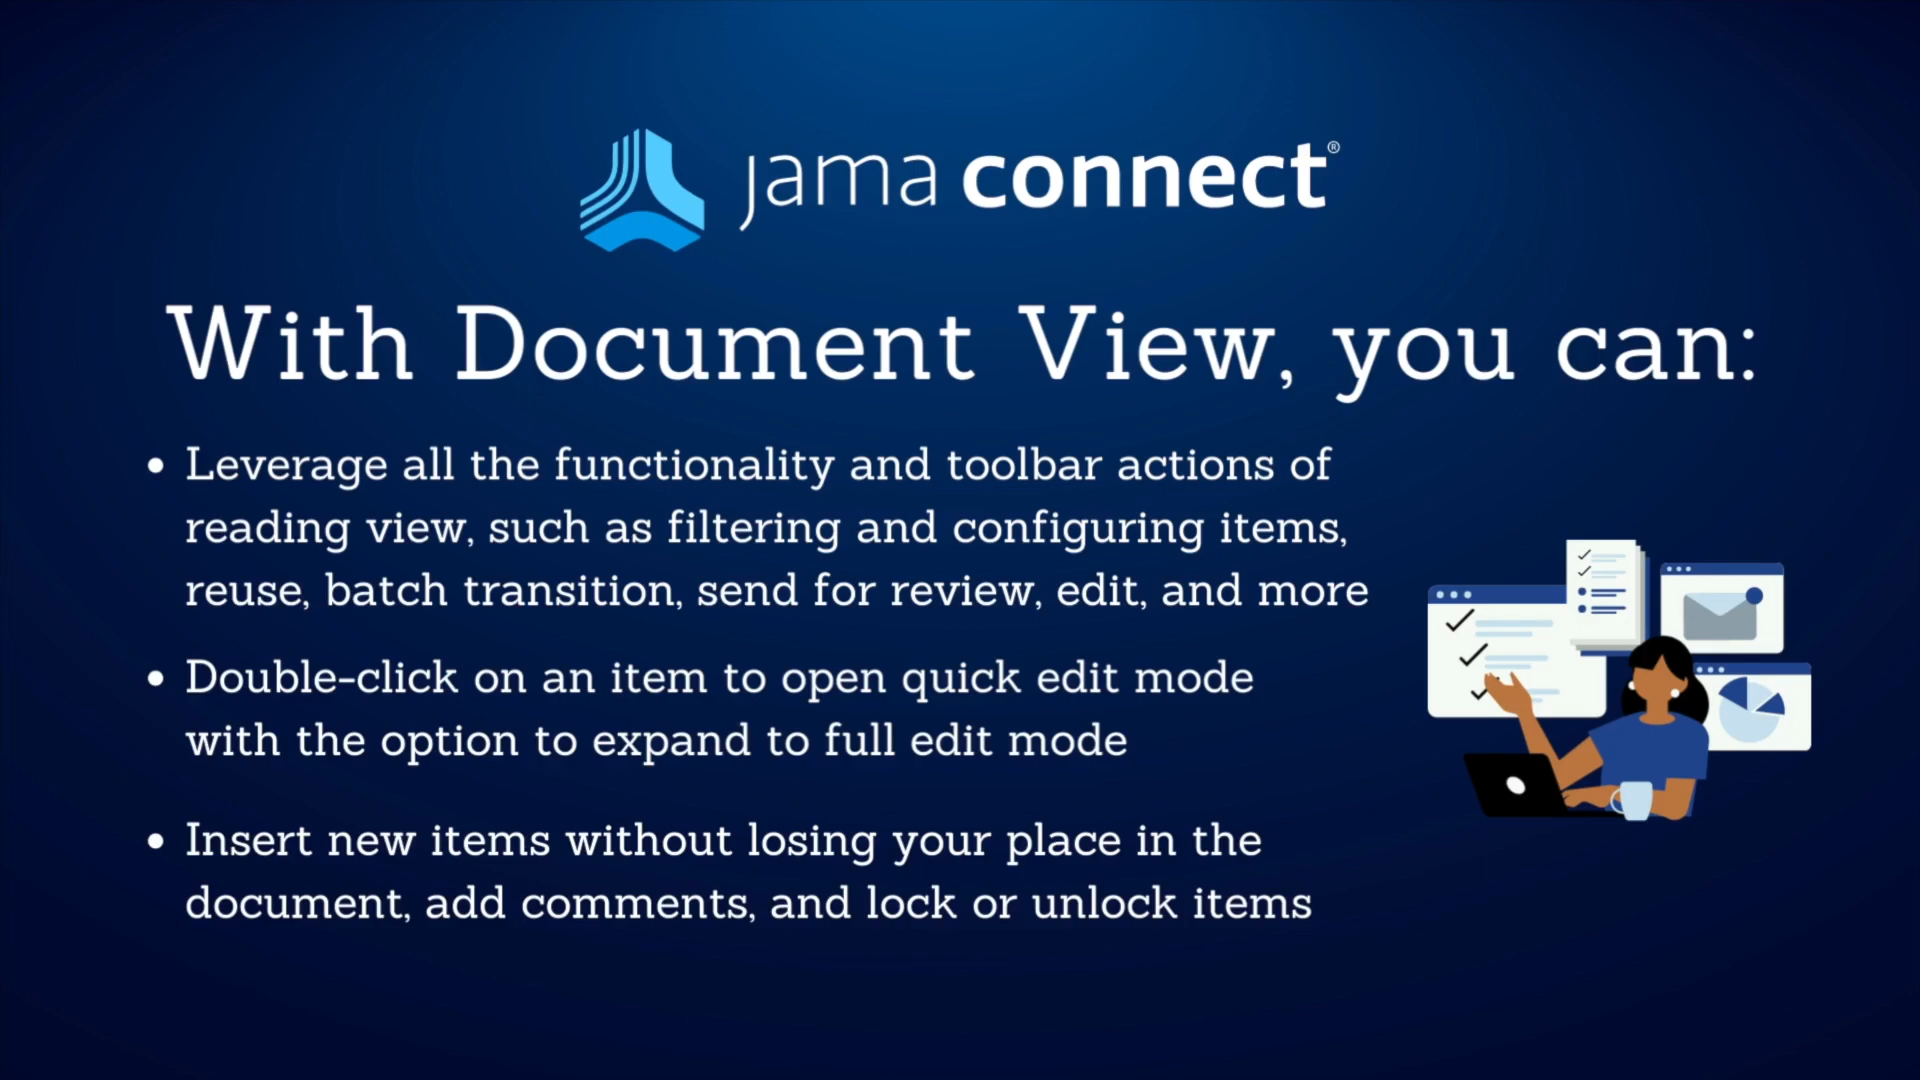 jama connect®
With Document View, you can:
• Leverage all the functionality and toolbar actions of
reading view, such as filtering and configuring items,
reuse, batch transition, send for review, edit, and more
• Double-click on an item to open quick edit mode
with the option to expand to full edit mode
• Insert new items without losing your place in the
document, add comments, and lock or unlock items